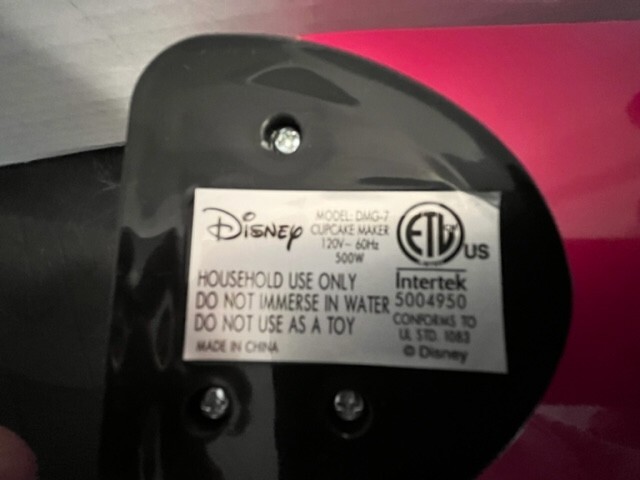 Disney
MODEL: DMG-7
CUPCAKE MAKER
120V~ 60Hz
500W
HOUSEHOLD USE ONLY
DO NOT IMMERSE IN WATER
DO NOT USE AS A TOY
MADE IN CHINA
ETL US
Intertek
5004950
CONFORMS TO
UL STD. 1083
© Disney